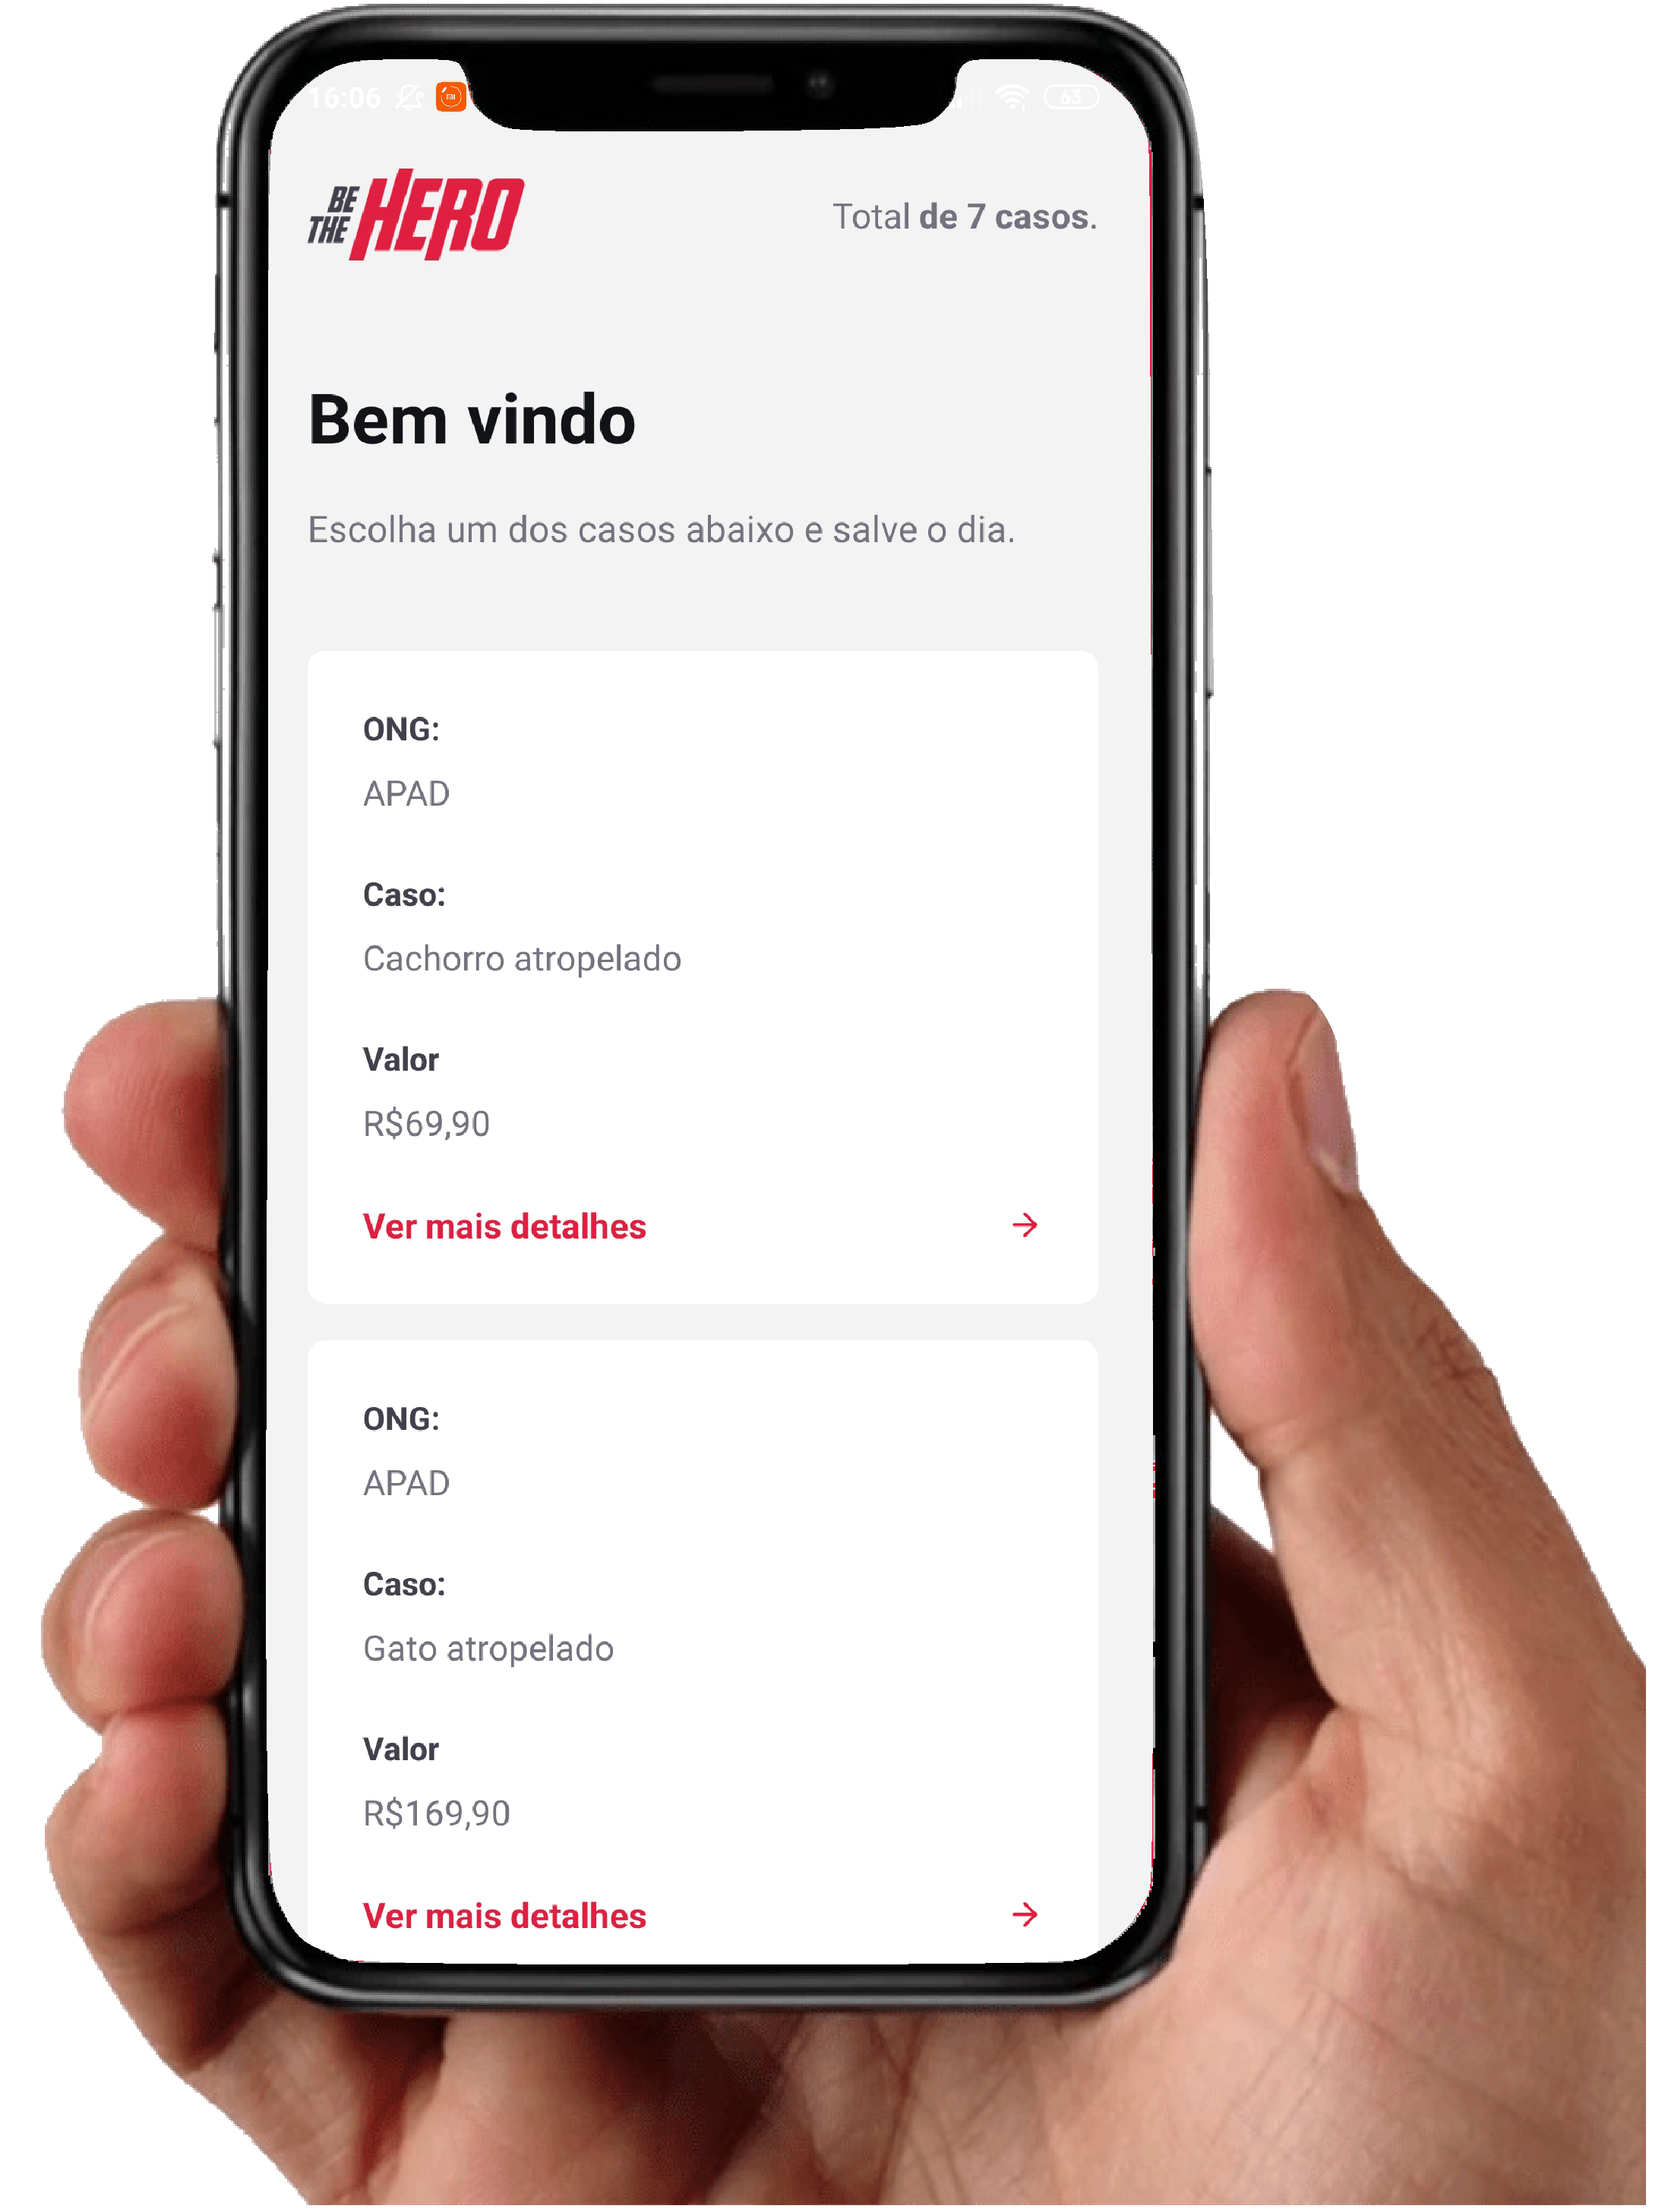 16:06
63
BE THE HERO
Total de 7 casos.
Bem vindo
Escolha um dos casos abaixo e salve o dia.
ONG:
APAD
Caso:
Cachorro atropelado
Valor
R$69,90
Ver mais detalhes
ONG:
APAD
Caso:
Gato atropelado
Valor
R$169,90
Ver mais detalhes